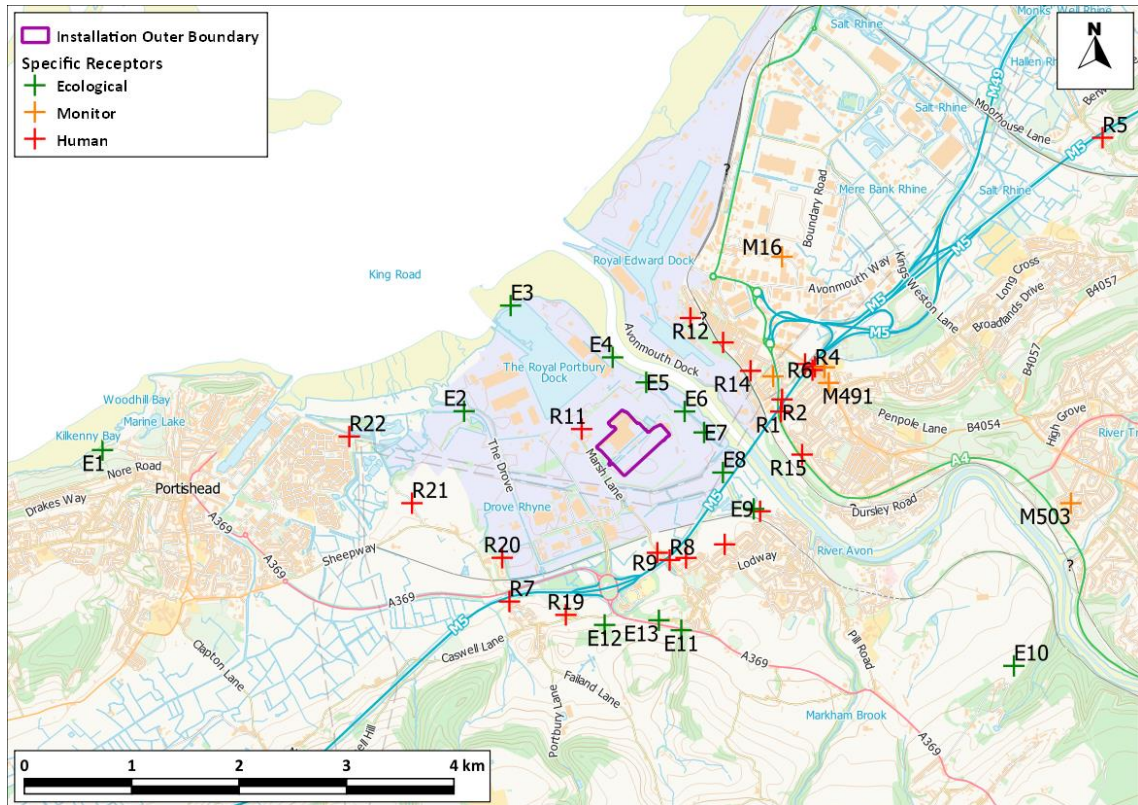 Installation Outer Boundary
Specific Receptors
Ecological
Monitor
Human
N
Salt Rhine
Monks' Well Rhine
Hallen Rh
M49
Moorhouse Lane
Berw
Salt Rhine
R5
M5
Mere Bank Rhine
Salt Rhine
Boundary Road
?
M16
Avonmouth Way
Kings Weston Lane
M5
M5
M5
Long Cross
Broadlands Drive
B4057
B4057
King Road
Royal Edward Dock
E3
?
R12
Avonmouth Dock
E4
The Royal Portbury
Dock
E5
R14
R6
R4
M491
E6
R2
R1
Penpole Lane
B4054
High Grove
River Tr
Woodhill Bay
Marine Lake
Kilkenny Bay
E1
Nore Road
Drakes Way
Portishead
R22
E2
R11
E7
The Drove
Marsh Lane
E8
M5
R15
A4
Dursley Road
?
M503
R21
Drove Rhyne
E9
River Avon
?
A369
Sheepway
R20
R9
R8
Lodway
A369
A369
R7
M5
R19
Caswell Lane
E12
E13
E11
A369
Pill Road
E10
Clapton Lane
Failand Lane
Portbury Lane
Markham Brook
A369
ell Hill
0 1 2 3 4 km